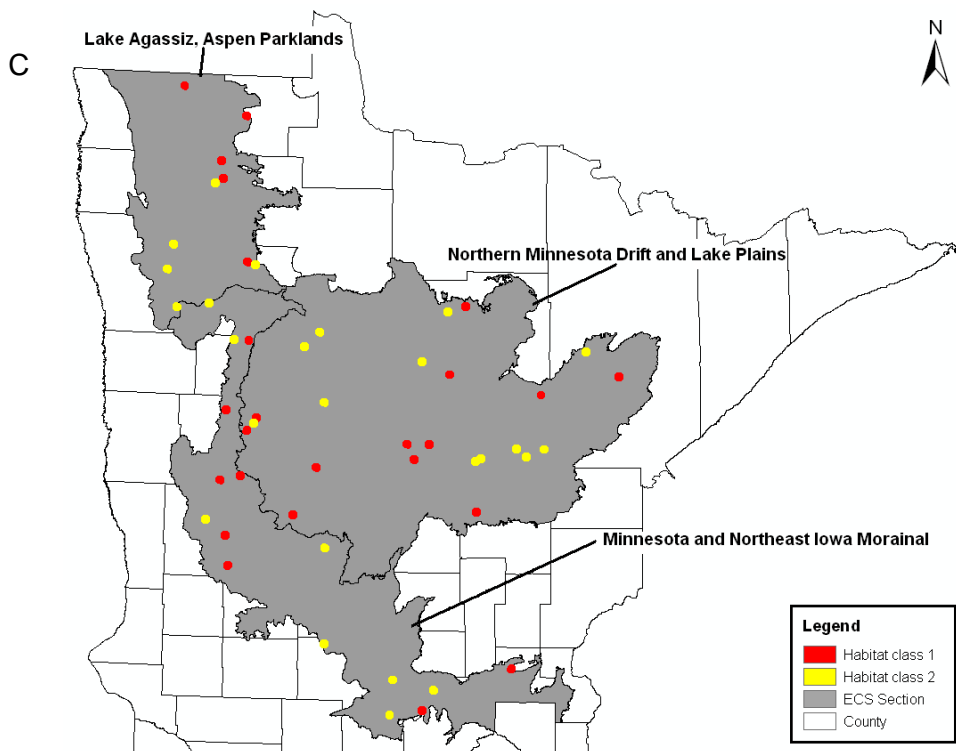 Lake Agassiz, Aspen Parklands
N
C
Northern Minnesota Drift and Lake Plains
Minnesota and Northeast Iowa Morainal
Legend
Habitat class 1
Habitat class 2
ECS Section
County